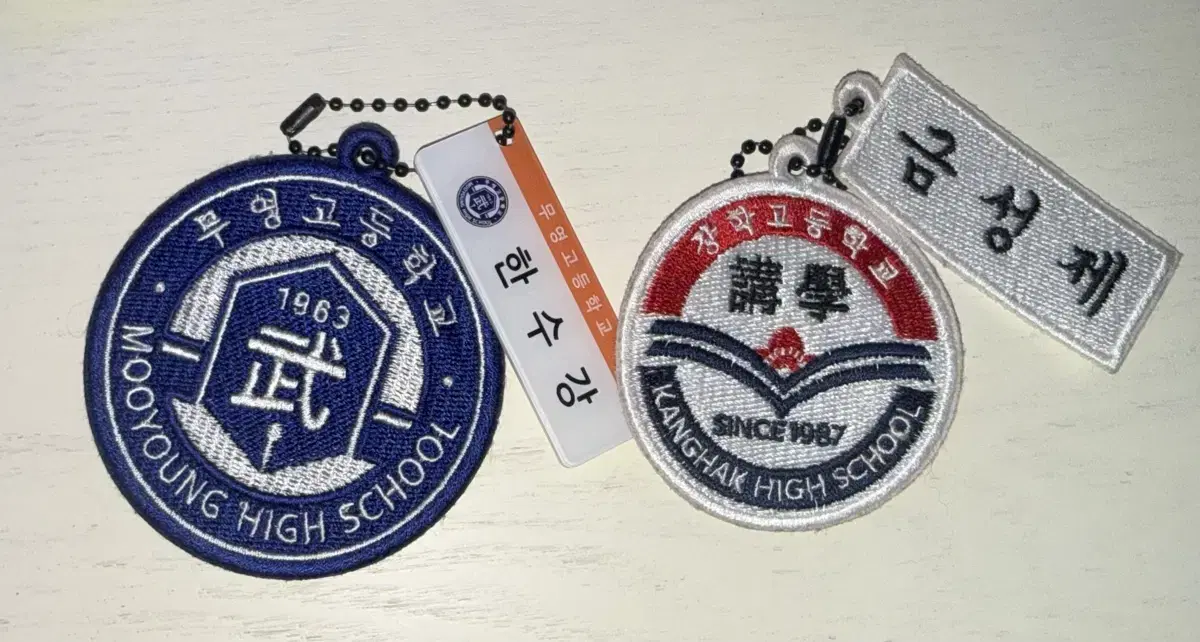 무영고등학교
1963
武
MOOYOUNG HIGH SCHOOL
무영고등학교
武
한수강
강학고등학교
講學
SINCE 1987
KANGHAK HIGH SCHOOL
금성제